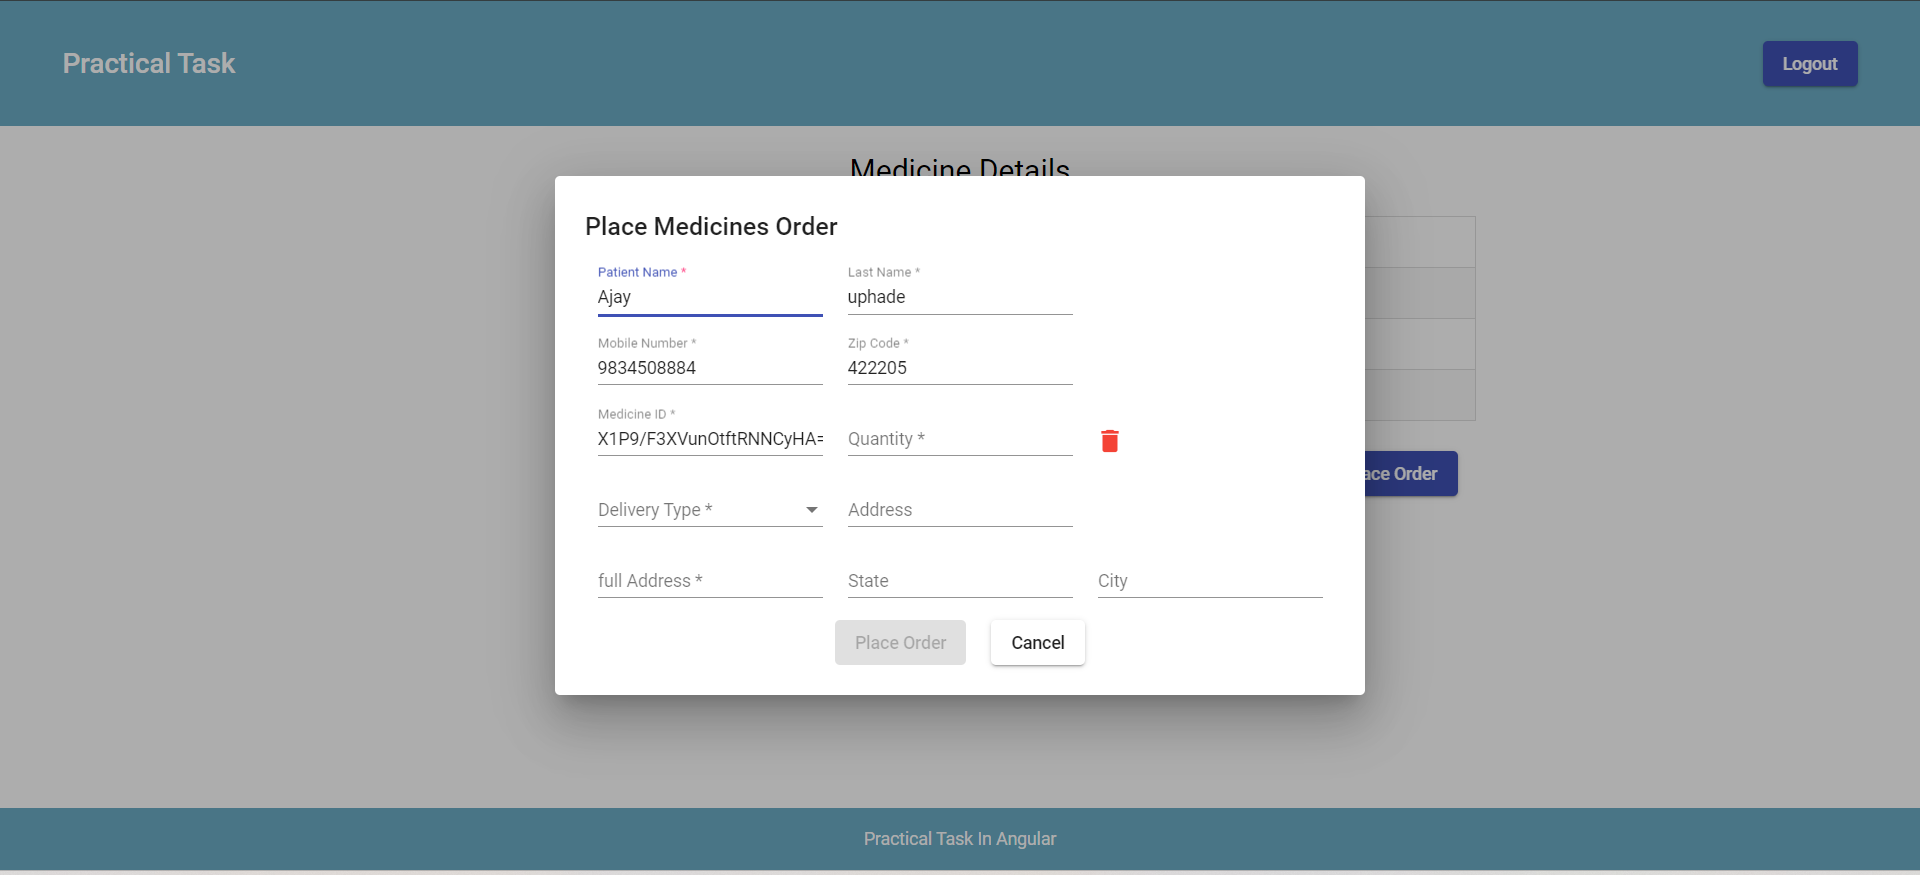 Practical Task
Logout
Medicine Details
Place Medicines Order
Patient Name *
Last Name *
Ajay
uphade
Mobile Number *
Zip Code *
9834508884
422205
Medicine ID *
X1P9/F3XVunOtftRNNCyHA=
Quantity *
Delivery Type *
Address
full Address *
State
City
Place Order
Cancel
ace Order
Practical Task In Angular